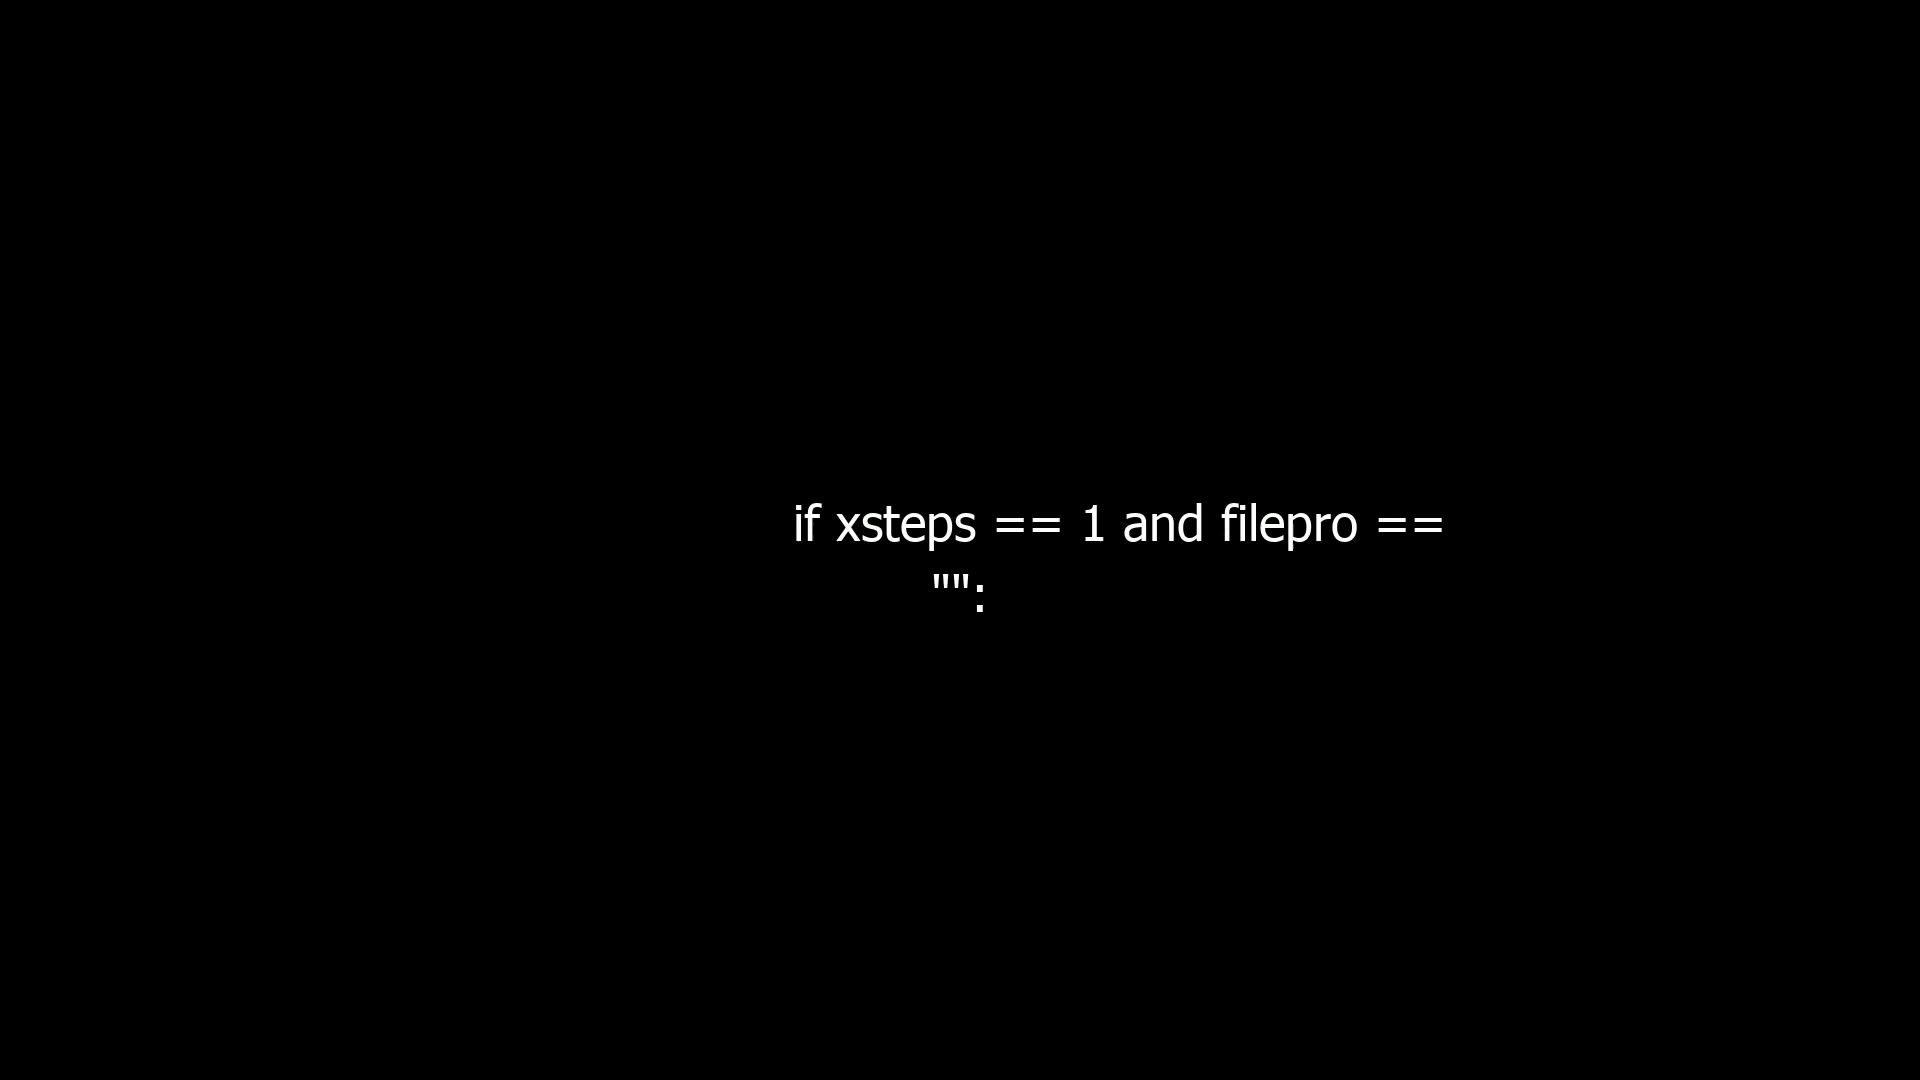 if xsteps == 1 and filepro ==
"":